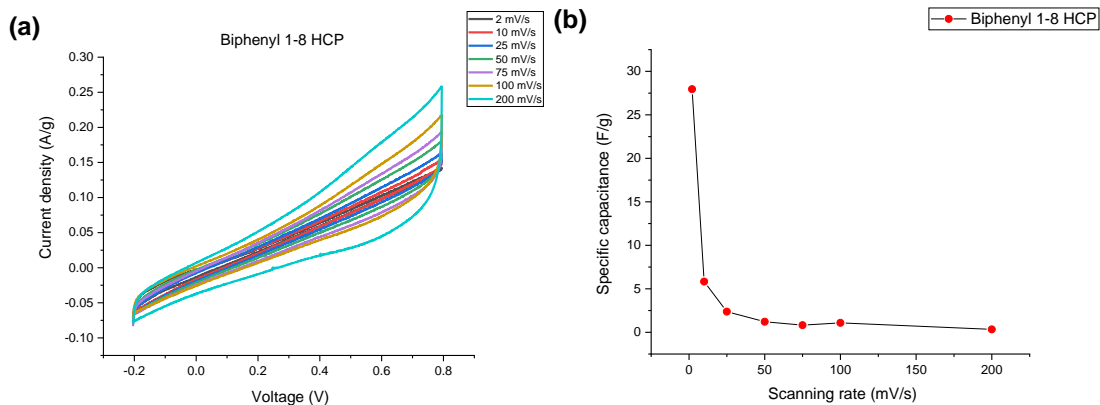 (a)
Biphenyl 1-8 HCP
2 mV/s
10 mV/s
25 mV/s
50 mV/s
75 mV/s
100 mV/s
200 mV/s
0.30
0.25
0.20
0.15
0.10
0.05
0.00
-0.05
-0.10
Current density (A/g)
-0.2 0.0 0.2 0.4 0.6 0.8
Voltage (V)
(b)
Biphenyl 1-8 HCP
30
25
20
15
10
5
0
Specific capacitance (F/g)
0 50 100 150 200
Scanning rate (mV/s)